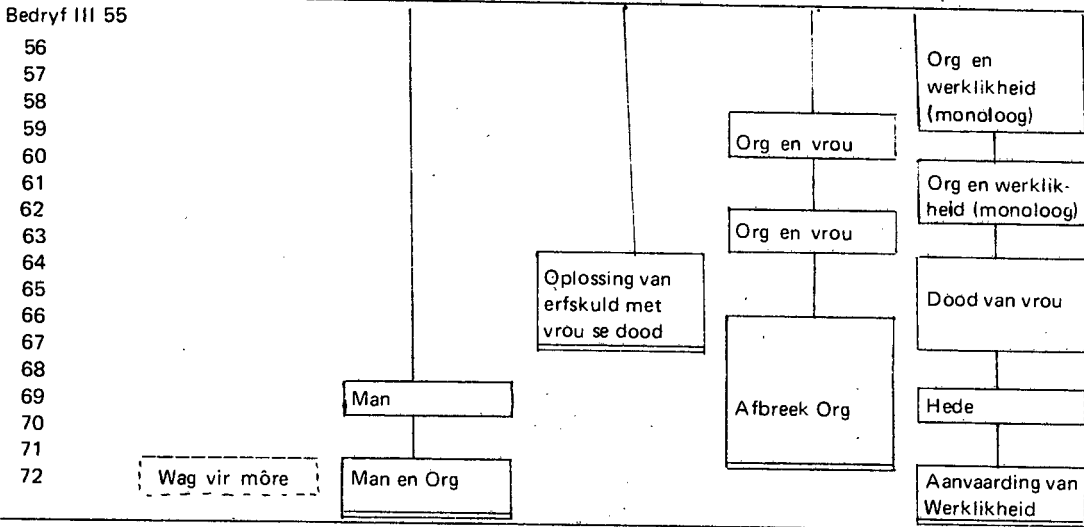 Bedryf III 55
56
57
58
59
60
61
62
63
64
65
66
67
68
69
70
71
72
Wag vir môre
Man
Man en Org
Oplossing van
erfskuld met
vrou se dood
Org en vrou
Org en vrou
Afbreek Org
Org en
werklikheid
(monoloog)
Org en werklik-
heid (monoloog)
Dood van vrou
Hede
Aanvaarding van
Werklikheid